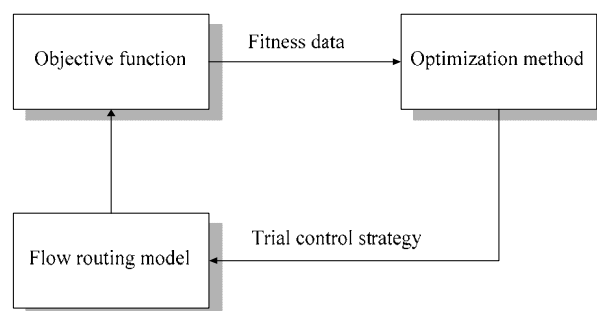 Objective function
Fitness data
Optimization method
Flow routing model
Trial control strategy